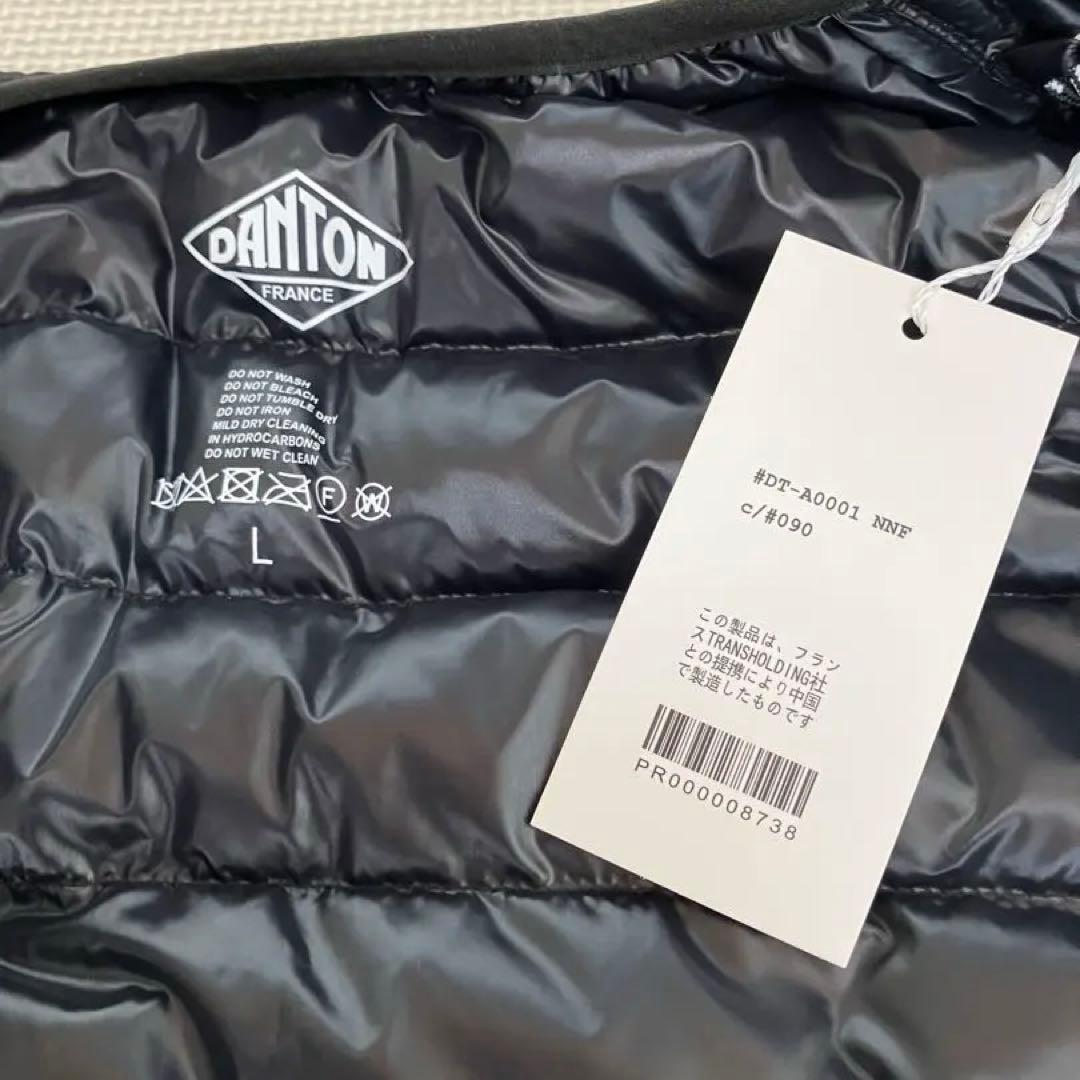 DANTON
FRANCE
DO NOT WASH
DO NOT BLEACH
DO NOT TUMBLE DRY
DO NOT IRON
MILD DRY CLEANING
IN HYDROCARBONS
DO NOT WET CLEAN
F W
L
#DT-A0001 NNF
c/#090
この製品は、フラン
スTRANSHOLDING社
との提携により中国
で製造したものです
PR000008738